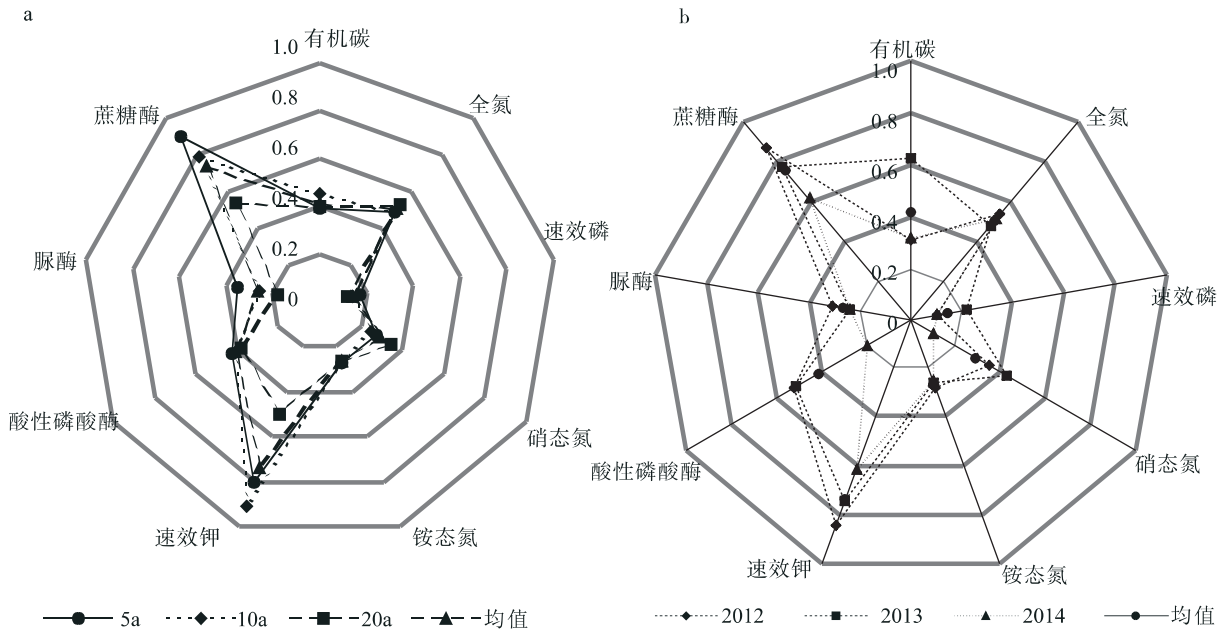 a
b
1.0 有机碳
0.8
0.6
0.4
0.2
0
全氮
速效磷
硝态氮
铵态氮
速效钾
酸性磷酸酶
脲酶
蔗糖酶
5a 10a 20a 均值
有机碳
1.0
0.8
0.6
0.4
0.2
0
全氮
速效磷
硝态氮
铵态氮
速效钾
酸性磷酸酶
脲酶
蔗糖酶
2012 2013 2014 均值